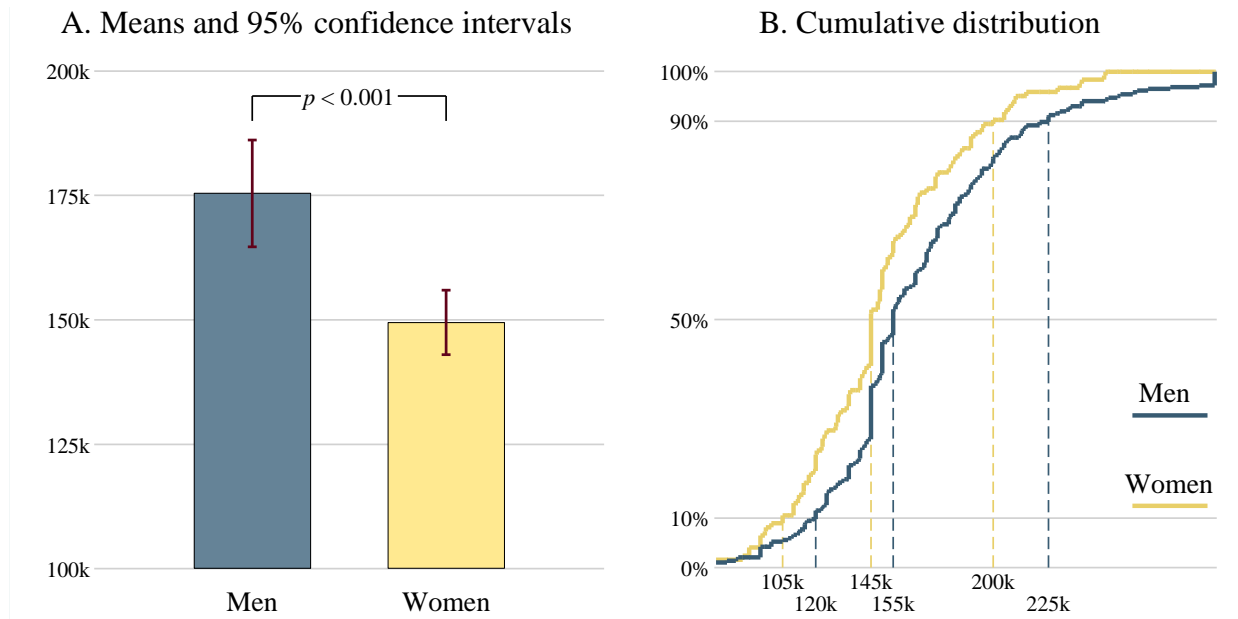 A. Means and 95% confidence intervals
200k
p < 0.001
175k
150k
125k
100k
Men
Women
B. Cumulative distribution
100%
90%
50%
10%
0%
Men
Women
105k
145k
200k
120k
155k
225k